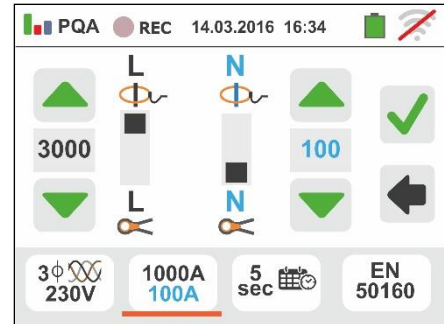 PQA REC 14.03.2016 16:34
L N
3000 100
L N
3ϕ 1000A 5 EN
230V 100A sec 50160